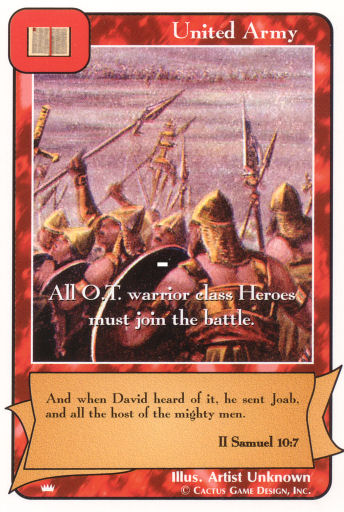 United Army
-
All O.T. warrior class Heroes
must join the battle.
And when David heard of it, he sent Joab,
and all the host of the mighty men.
II Samuel 10:7
Illus. Artist Unknown
© Cactus Game Design, Inc.